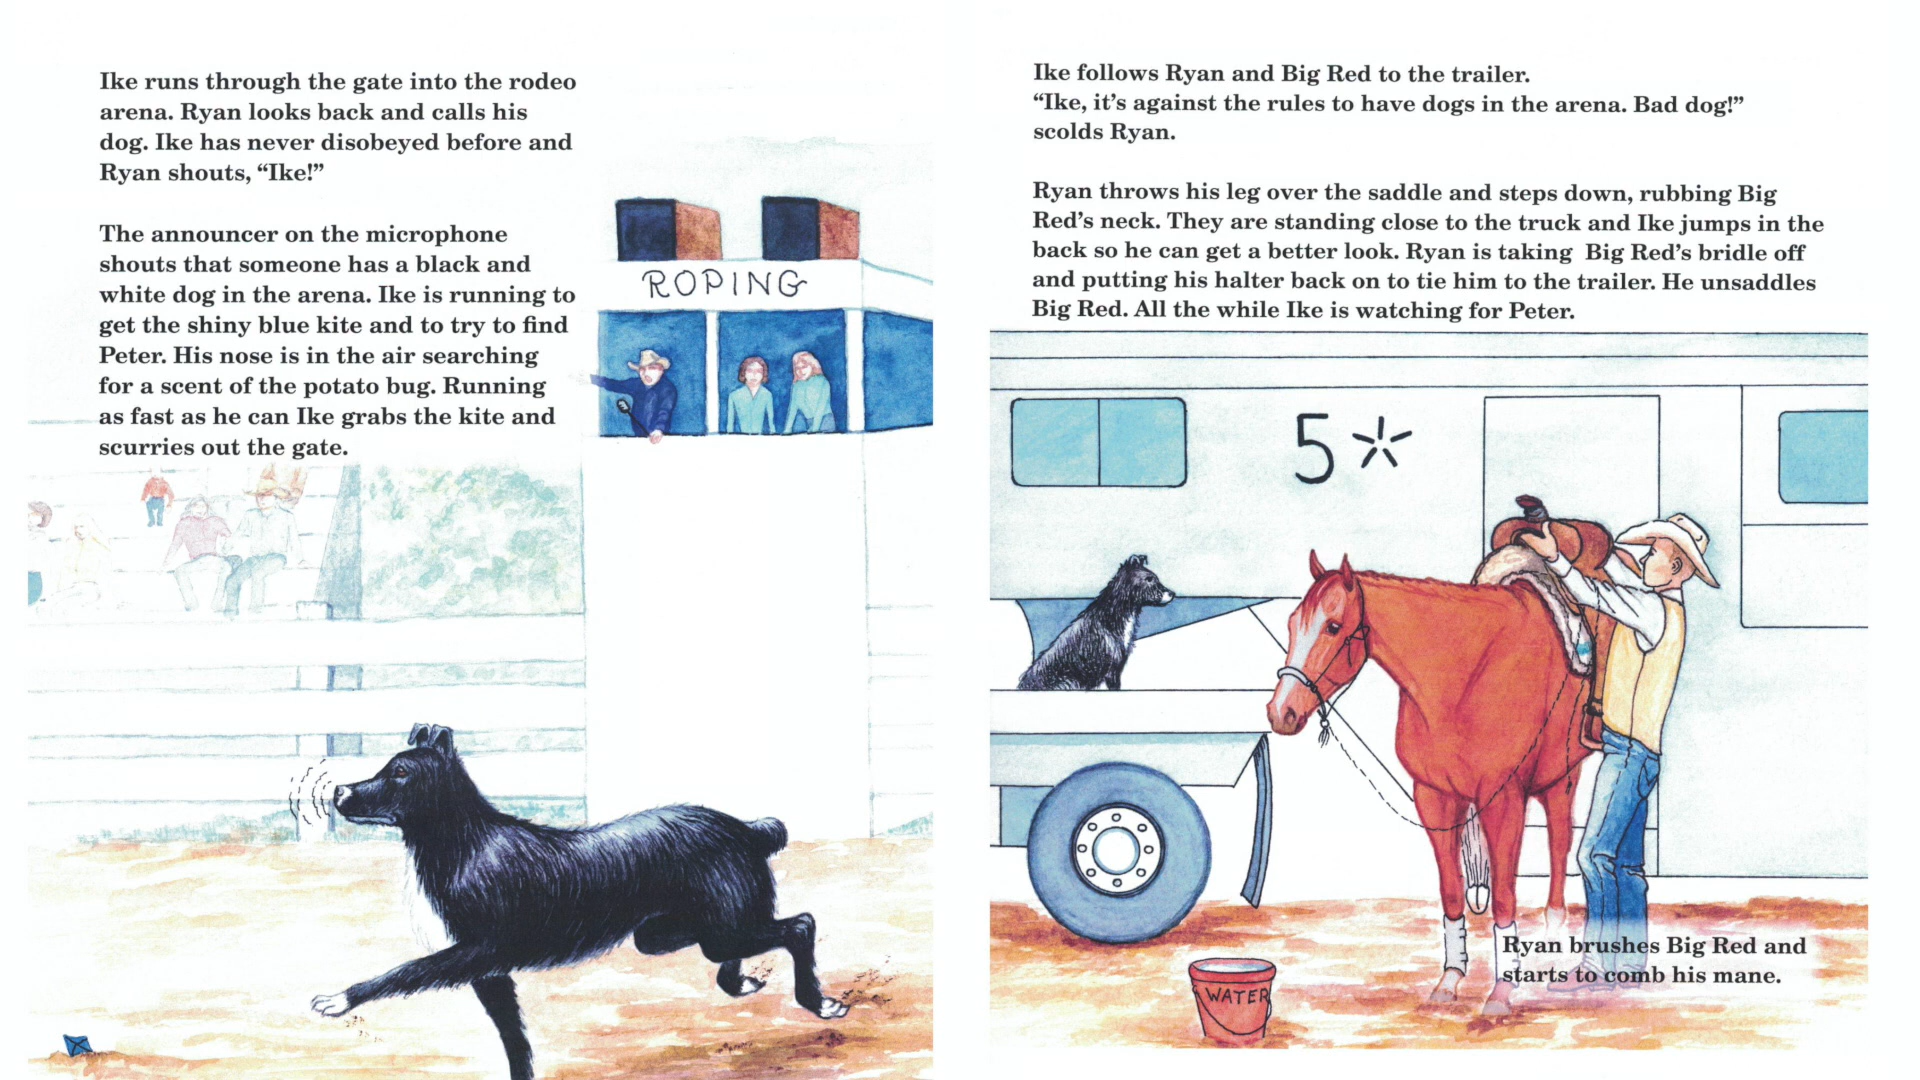 Ike runs through the gate into the rodeo
arena. Ryan looks back and calls his
dog. Ike has never disobeyed before and
Ryan shouts, “Ike!”
The announcer on the microphone
shouts that someone has a black and
white dog in the arena. Ike is running to
get the shiny blue kite and to try to find
Peter. His nose is in the air searching
for a scent of the potato bug. Running
as fast as he can Ike grabs the kite and
scurries out the gate.
ROPING
Ike follows Ryan and Big Red to the trailer.
“Ike, it’s against the rules to have dogs in the arena. Bad dog!”
scolds Ryan.
Ryan throws his leg over the saddle and steps down, rubbing Big
Red’s neck. They are standing close to the truck and Ike jumps in the
back so he can get a better look. Ryan is taking Big Red’s bridle off
and putting his halter back on to tie him to the trailer. He unsaddles
Big Red. All the while Ike is watching for Peter.
5*
WATER
Ryan brushes Big Red and
starts to comb his mane.